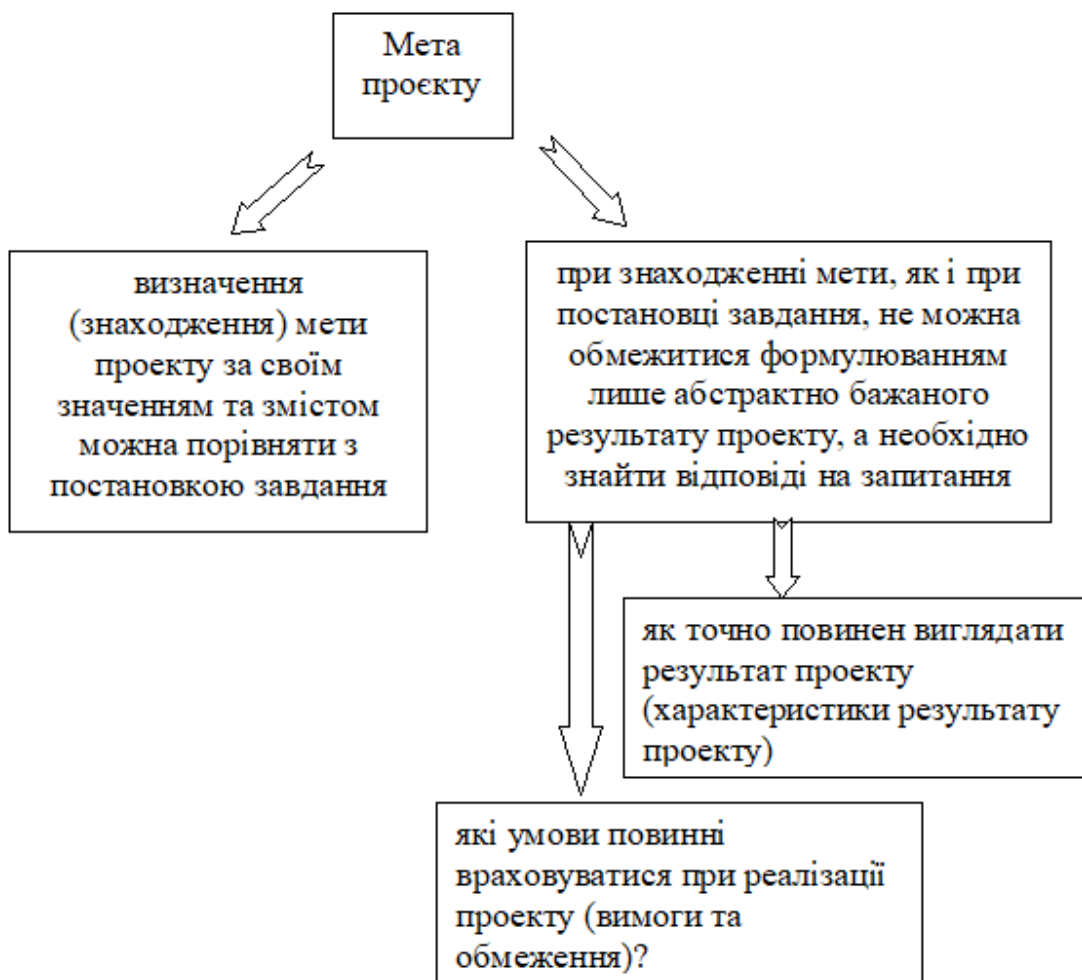 Мета
проєкту
визначення
(знаходження) мети
проекту за своїм
значенням та змістом
можна порівняти з
постановкою завдання
при знаходженні мети, як і при
постановці завдання, не можна
обмежитися формулюванням
лише абстрактно бажаного
результату проекту, а необхідно
знайти відповіді на запитання
як точно повинен виглядати
результат проекту
(характеристики результату
проекту)
які умови повинні
враховуватися при реалізації
проекту (вимоги та
обмеження)?